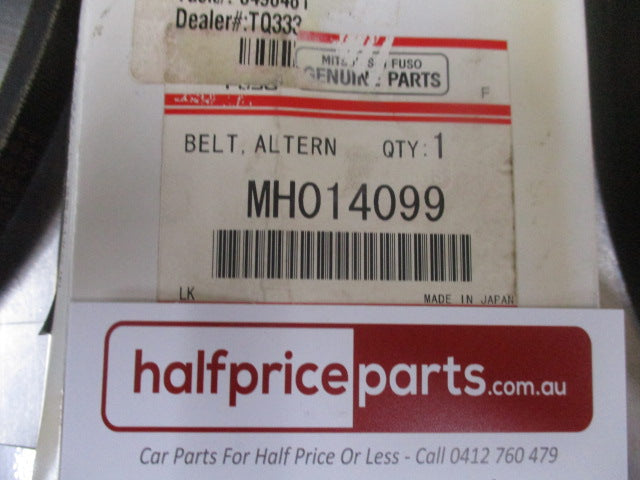 Dealer#:TQ333
FUSO
GENUINE PARTS
F
BELT, ALTERN QTY:1
MH014099
LK MADE IN JAPAN
halfpriceparts.com.au
Car Parts For Half Price Or Less - Call 0412 760 479